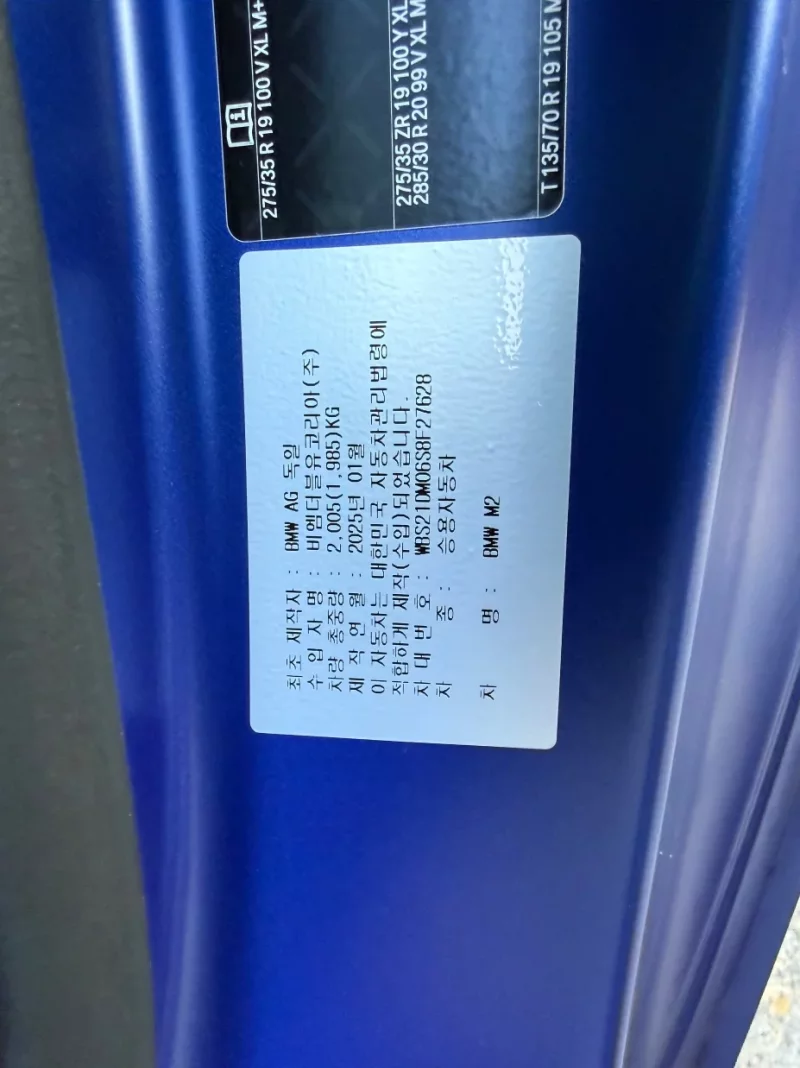 275/35 R 19 100 V XL M+
275/35 ZR 19 100 Y XL
285/30 R 20 99 V XL M
T 135/70 R 19 105 M
최초 제작자 : BMW AG 독일
수 입 자 명 : 비엠더블유코리아(주)
차량 총중량 : 2,005(1,985)KG
제 작 연 월 : 2025년 01월
이 자동차는 대한민국 자동차관리법령에
적합하게 제작(수입)되었습니다.
차 대 번 호 : WBS21DM06S8F27628
차 종 : 승용자동차
차 명 : BMW M2